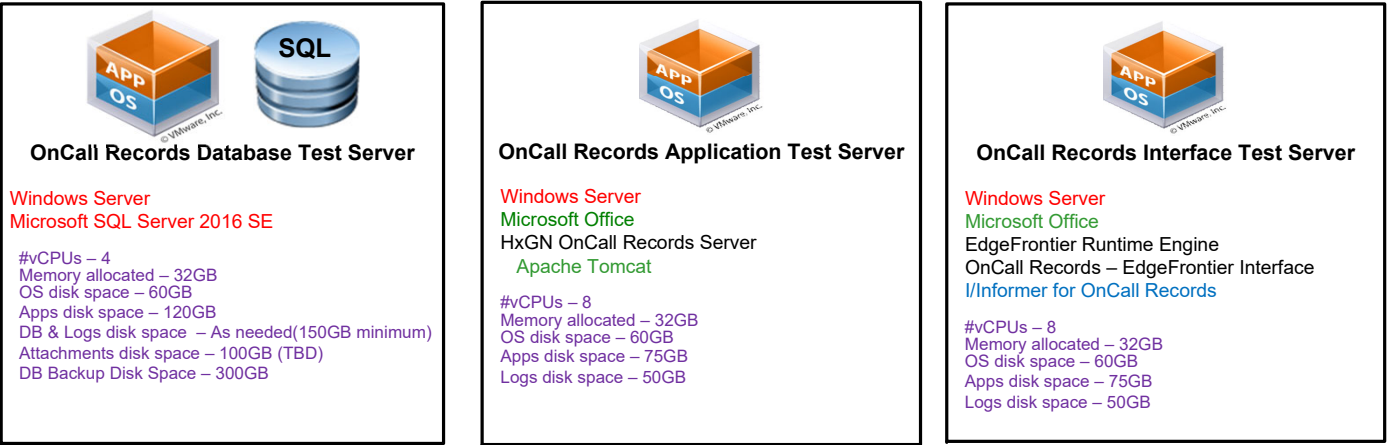 APP
OS
© VMware, Inc.
SQL
OnCall Records Database Test Server
Windows Server
Microsoft SQL Server 2016 SE
#vCPUs – 4
Memory allocated – 32GB
OS disk space – 60GB
Apps disk space – 120GB
DB & Logs disk space – As needed(150GB minimum)
Attachments disk space – 100GB (TBD)
DB Backup Disk Space – 300GB
APP
OS
© VMware, Inc.
OnCall Records Application Test Server
Windows Server
Microsoft Office
HxGN OnCall Records Server
Apache Tomcat
#vCPUs – 8
Memory allocated – 32GB
OS disk space – 60GB
Apps disk space – 75GB
Logs disk space – 50GB
APP
OS
© VMware, Inc.
OnCall Records Interface Test Server
Windows Server
Microsoft Office
EdgeFrontier Runtime Engine
OnCall Records – EdgeFrontier Interface
I/Informer for OnCall Records
#vCPUs – 8
Memory allocated – 32GB
OS disk space – 60GB
Apps disk space – 75GB
Logs disk space – 50GB